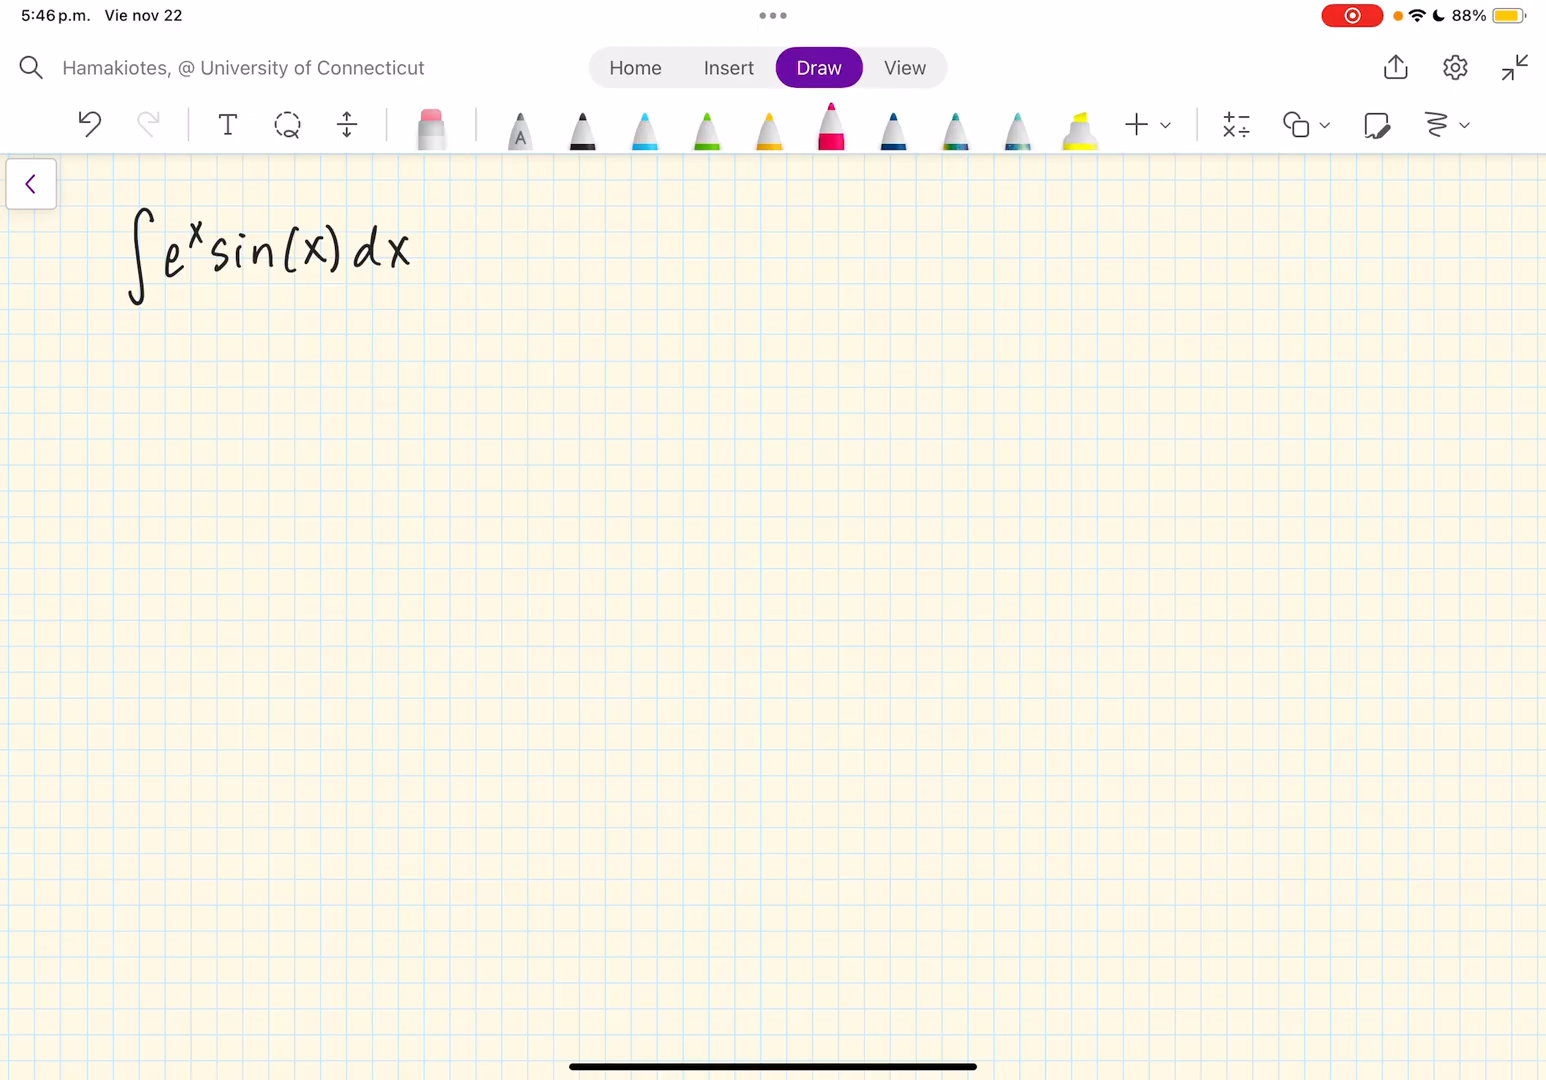 5:46 p.m. Vie nov 22
88%
Hamakiotes, @ University of Connecticut
Home Insert Draw View
T
A
∫ e^x sin(x) dx